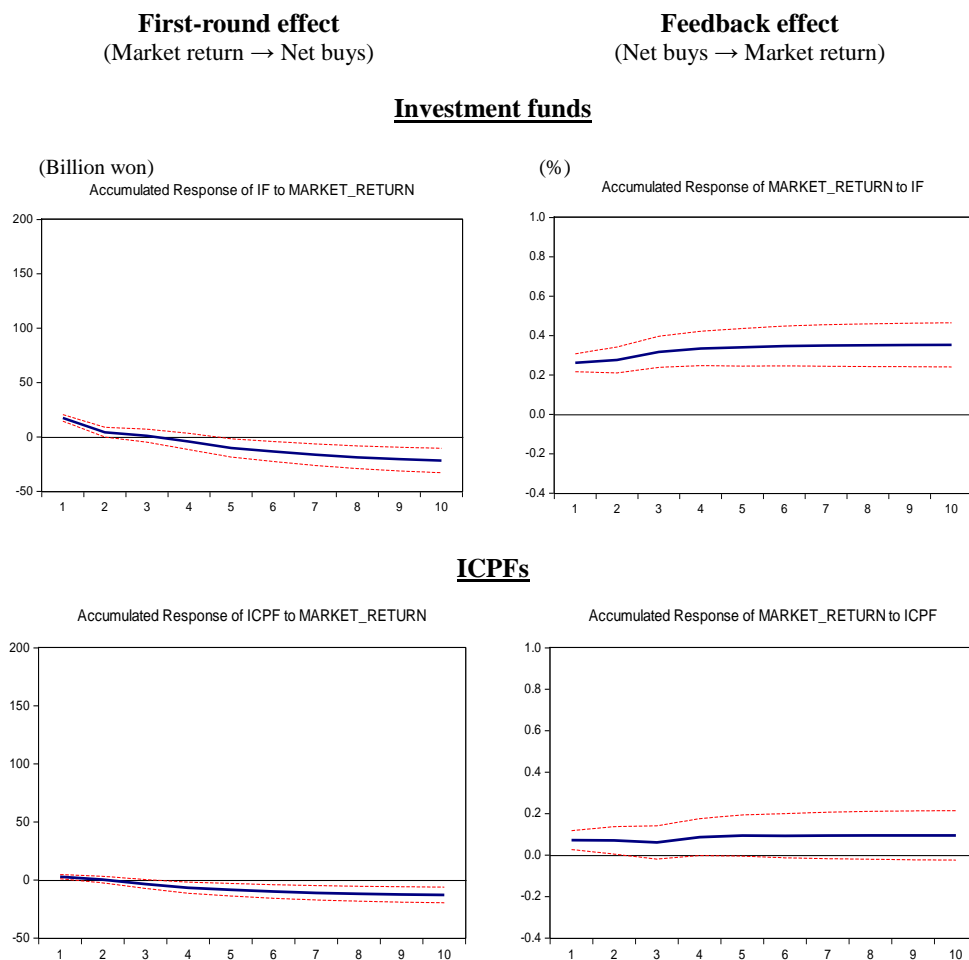 First-round effect
(Market return → Net buys)
Feedback effect
(Net buys → Market return)
Investment funds
(Billion won)
Accumulated Response of IF to MARKET_RETURN
200
150
100
50
0
-50
1 2 3 4 5 6 7 8 9 10
(%)
Accumulated Response of MARKET_RETURN to IF
1.0
0.8
0.6
0.4
0.2
0.0
-0.2
-0.4
1 2 3 4 5 6 7 8 9 10
ICPFs
Accumulated Response of ICPF to MARKET_RETURN
200
150
100
50
0
-50
1 2 3 4 5 6 7 8 9 10
Accumulated Response of MARKET_RETURN to ICPF
1.0
0.8
0.6
0.4
0.2
0.0
-0.2
-0.4
1 2 3 4 5 6 7 8 9 10